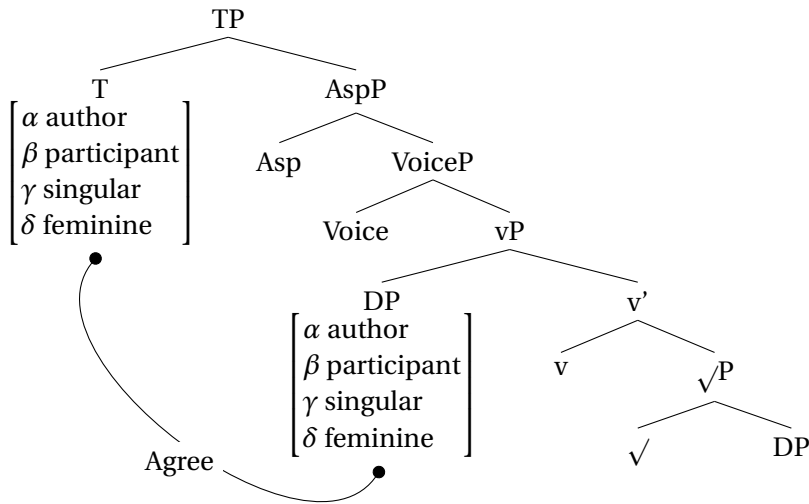 TP
T
AspP
α author
β participant
γ singular
δ feminine
Asp
VoiceP
Voice
vP
DP
v’
α author
β participant
γ singular
δ feminine
v
√P
Agree
√
DP